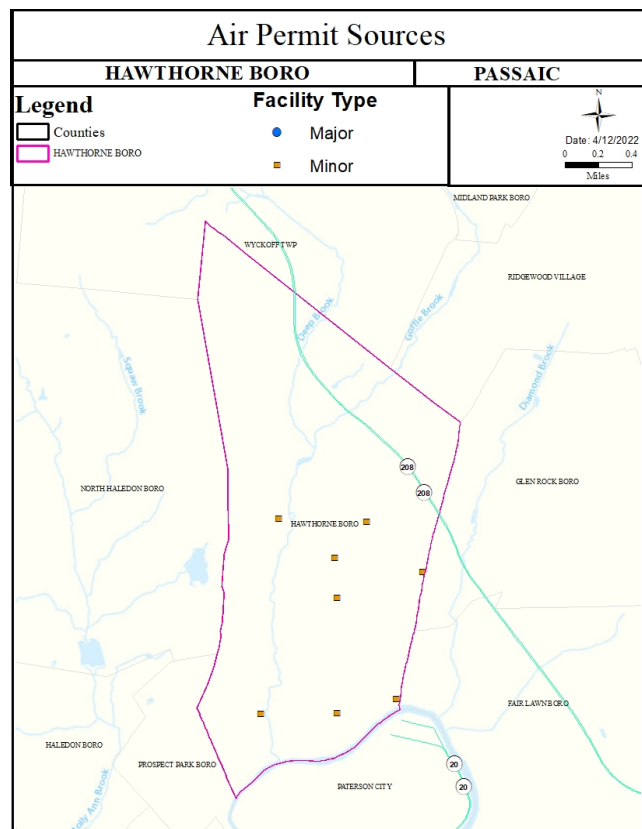 Air Permit Sources
HAWTHORNE BORO
PASSAIC
Legend
Counties
HAWTHORNE BORO
Facility Type
Major
Minor
N
Date: 4/12/2022
0 0.2 0.4
Miles
MIDLAND PARK BORO
WYCKOFF TWP
RIDGEWOOD VILLAGE
Deep Brook
Goffle Brook
Diamond Brook
Squaw Brook
208
208
GLEN ROCK BORO
NORTH HALEDON BORO
HAWTHORNE BORO
FAIR LAWN BORO
HALEDON BORO
PROSPECT PARK BORO
20
20
PATERSON CITY
Molly Ann Brook